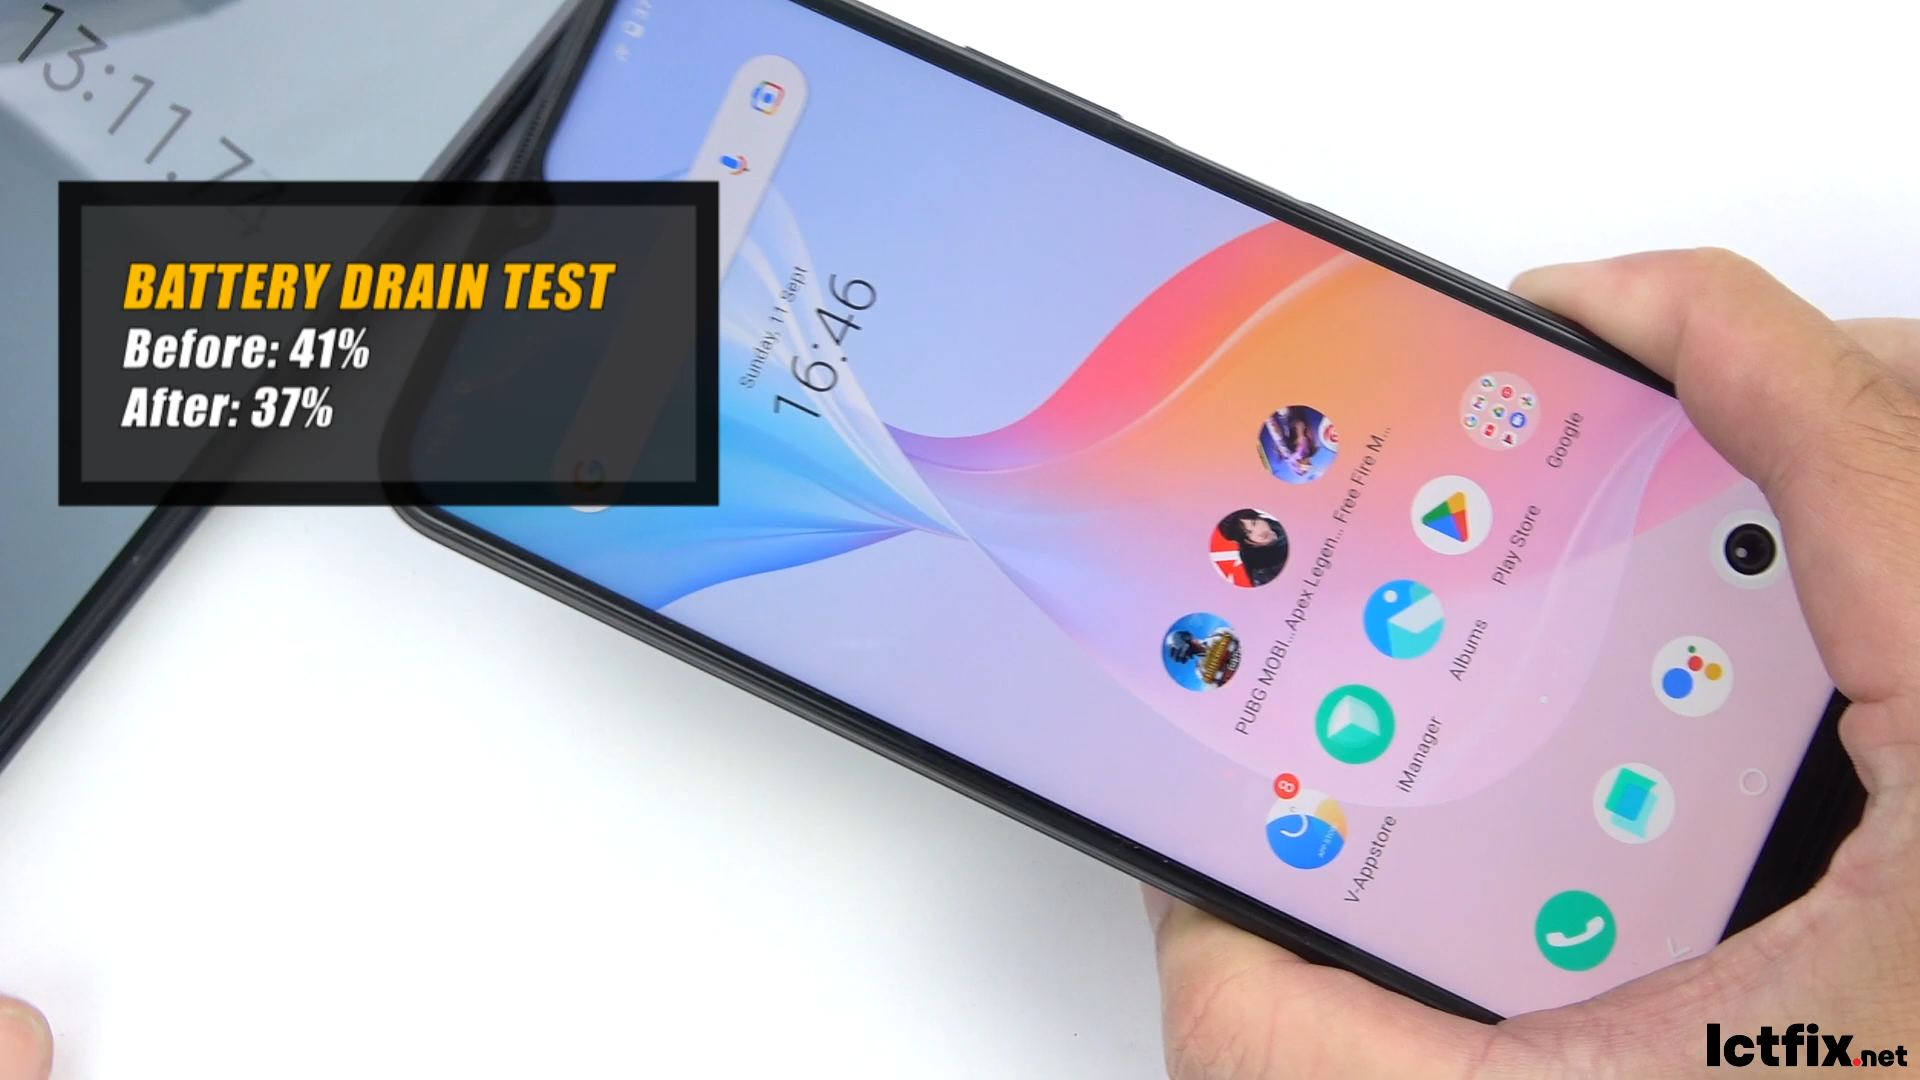 13:11.74
BATTERY DRAIN TEST
Before: 41%
After: 37%
Sunday, 11 Sept
16:46
PUBG MOBI... Apex Legen... Free Fire M...
V-Appstore iManager Albums Play Store Google
8
Ictfix.net